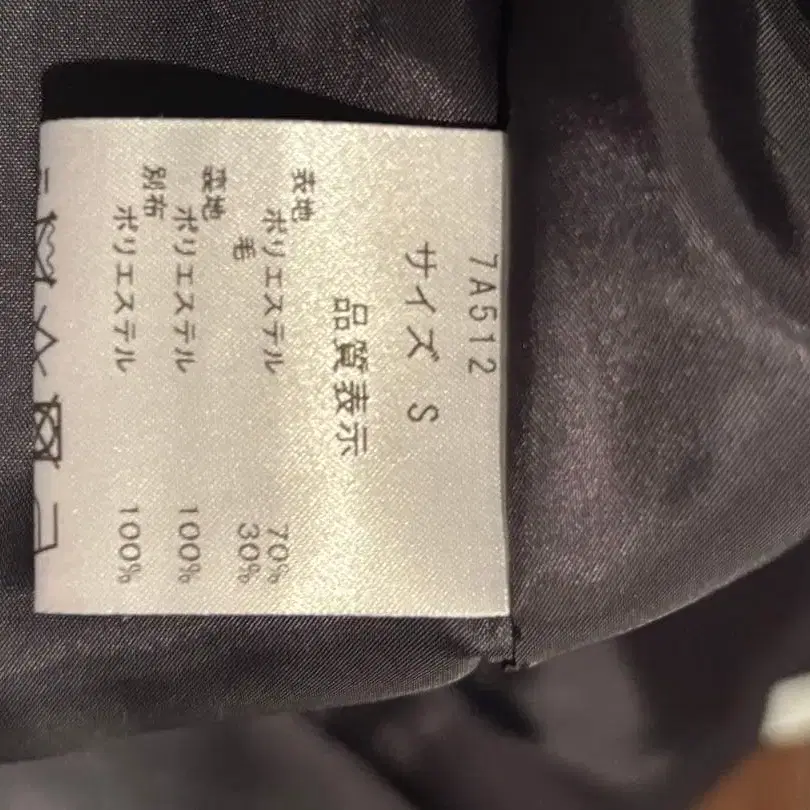 7A512
サイズ S
品質表示
表地
ポリエステル 70%
毛 30%
裏地
ポリエステル 100%
別布
ポリエステル 100%